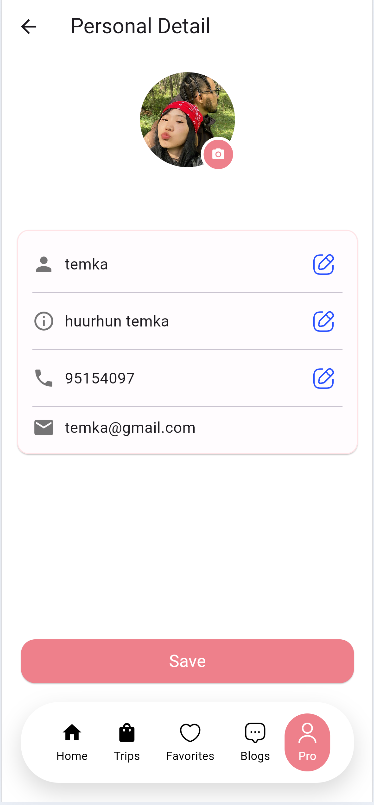 Personal Detail
temka
huurhun temka
95154097
temka@gmail.com
Save
Home Trips Favorites Blogs Pro